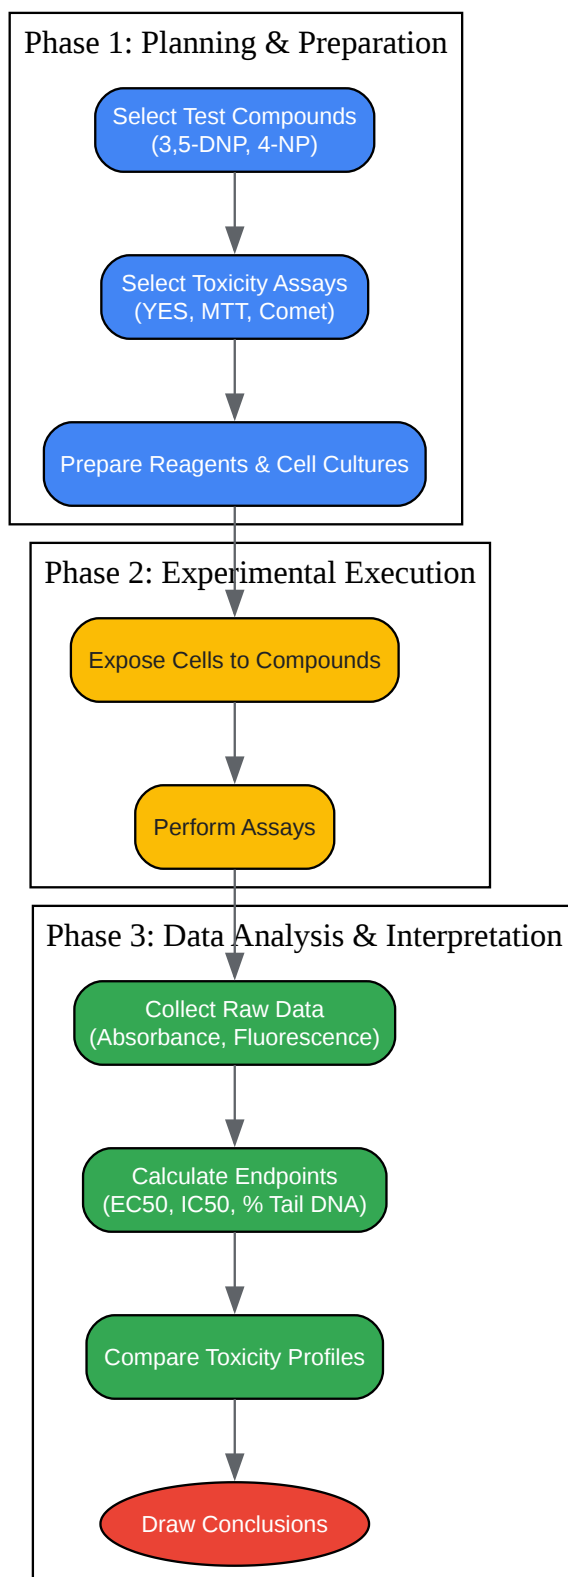 Phase 1: Planning & Preparation
Select Test Compounds
(3,5-DNP, 4-NP)
Select Toxicity Assays
(YES, MTT, Comet)
Prepare Reagents & Cell Cultures
Phase 2: Experimental Execution
Expose Cells to Compounds
Perform Assays
Phase 3: Data Analysis & Interpretation
Collect Raw Data
(Absorbance, Fluorescence)
Calculate Endpoints
(EC50, IC50, % Tail DNA)
Compare Toxicity Profiles
Draw Conclusions